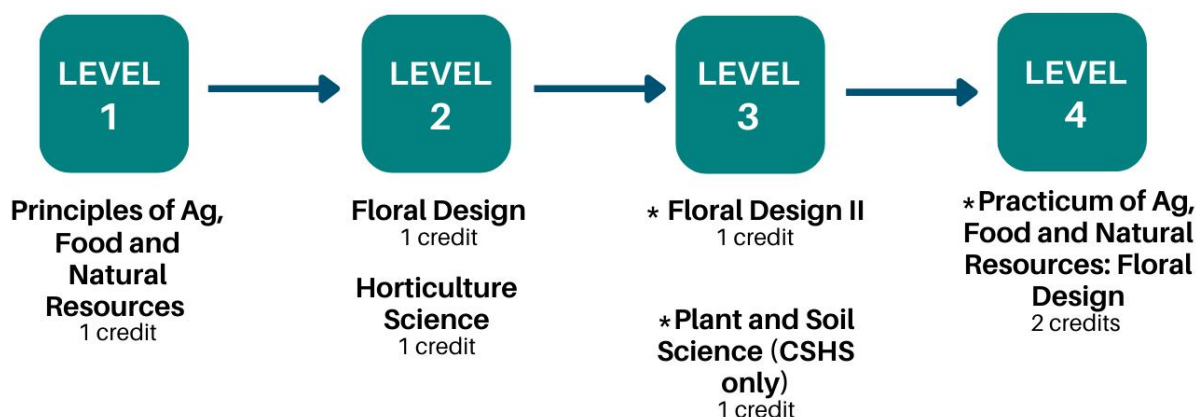 LEVEL
1
LEVEL
2
LEVEL
3
LEVEL
4
Principles of Ag,
Food and
Natural
Resources
1 credit
Floral Design
1 credit
Horticulture
Science
1 credit
* Floral Design II
1 credit
*Plant and Soil
Science (CSHS
only)
1 credit
*Practicum of Ag,
Food and Natural
Resources: Floral
Design
2 credits